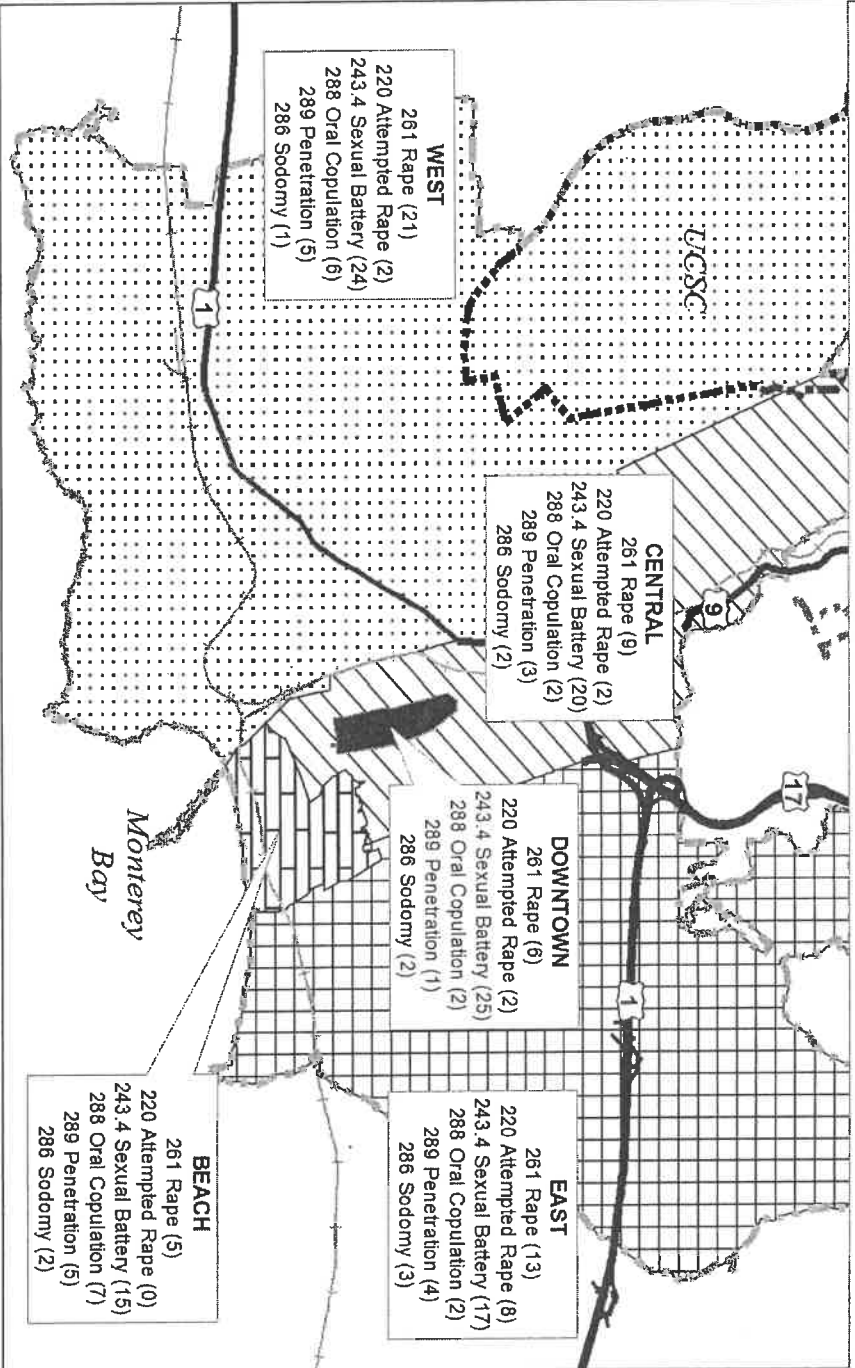 UCSC
17
9
1
1
WEST
261 Rape (21)
220 Attempted Rape (2)
243.4 Sexual Battery (24)
288 Oral Copulation (6)
289 Penetration (5)
286 Sodomy (1)
CENTRAL
261 Rape (9)
220 Attempted Rape (2)
243.4 Sexual Battery (20)
288 Oral Copulation (2)
289 Penetration (3)
286 Sodomy (2)
DOWNTOWN
261 Rape (6)
220 Attempted Rape (2)
243.4 Sexual Battery (25)
288 Oral Copulation (2)
289 Penetration (1)
286 Sodomy (2)
EAST
261 Rape (13)
220 Attempted Rape (8)
243.4 Sexual Battery (17)
288 Oral Copulation (2)
289 Penetration (4)
286 Sodomy (3)
BEACH
261 Rape (5)
220 Attempted Rape (0)
243.4 Sexual Battery (15)
288 Oral Copulation (7)
289 Penetration (5)
286 Sodomy (2)
Monterey
Bay